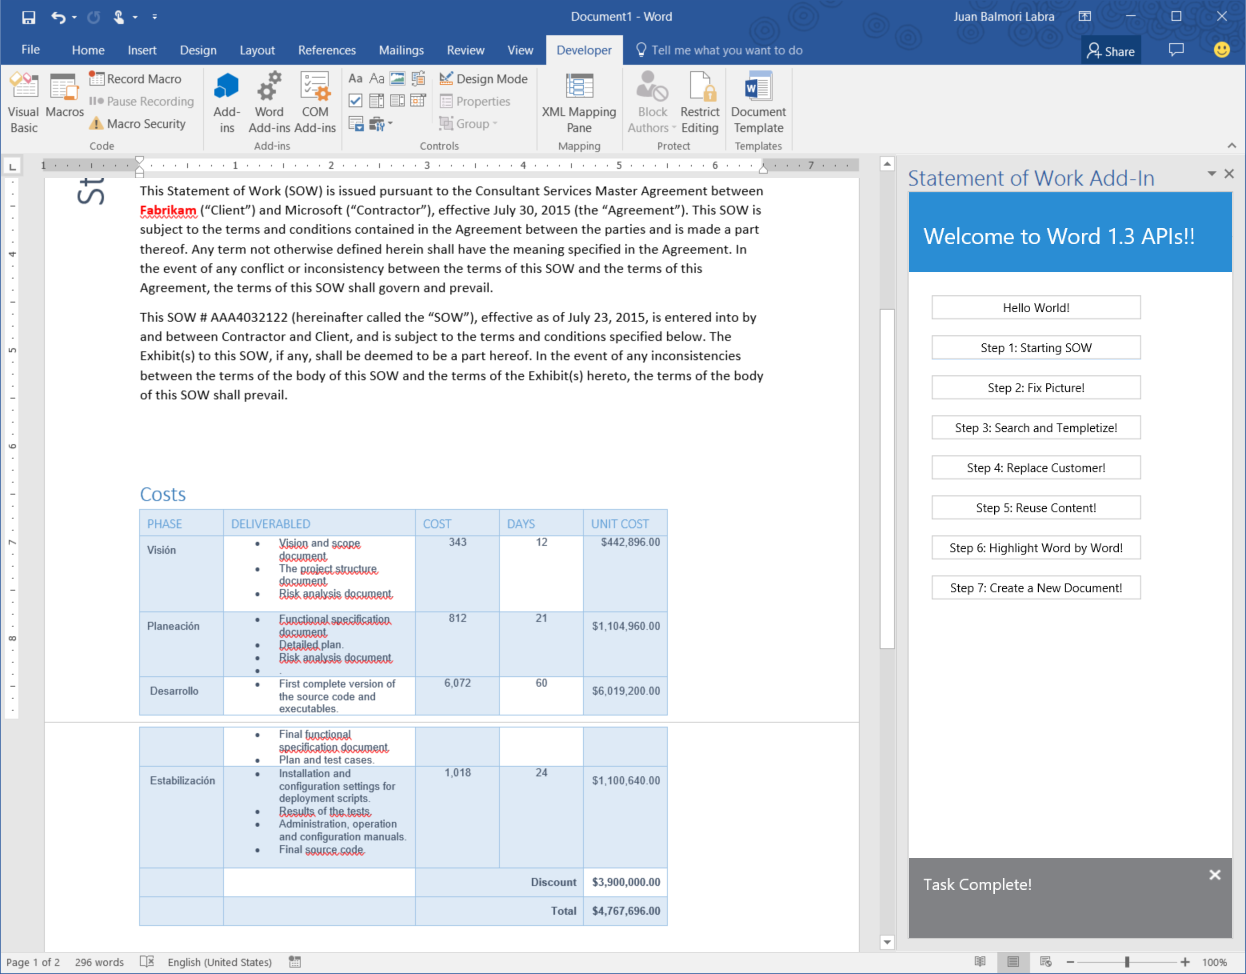 Document1 - Word
Juan Balmori Labra
File Home Insert Design Layout References Mailings Review View Developer Tell me what you want to do Share
Visual Basic
Macros
Record Macro
Pause Recording
Macro Security
Code
Add-ins
Word Add-ins
COM Add-ins
Add-ins
Aa Aa
Design Mode
Properties
Group
Controls
XML Mapping Pane
Mapping
Block Authors
Restrict Editing
Protect
Document Template
Templates
L
1 1 2 3 4 5 6 7
4
5
6
7
8
St
This Statement of Work (SOW) is issued pursuant to the Consultant Services Master Agreement between
Fabrikam (“Client”) and Microsoft (“Contractor”), effective July 30, 2015 (the “Agreement”). This SOW is
subject to the terms and conditions contained in the Agreement between the parties and is made a part
thereof. Any term not otherwise defined herein shall have the meaning specified in the Agreement. In
the event of any conflict or inconsistency between the terms of this SOW and the terms of this
Agreement, the terms of this SOW shall govern and prevail.
This SOW # AAA4032122 (hereinafter called the “SOW”), effective as of July 23, 2015, is entered into by
and between Contractor and Client, and is subject to the terms and conditions specified below. The
Exhibit(s) to this SOW, if any, shall be deemed to be a part hereof. In the event of any inconsistencies
between the terms of the body of this SOW and the terms of the Exhibit(s) hereto, the terms of the body
of this SOW shall prevail.
Costs
PHASE DELIVERABLED COST DAYS UNIT COST
Visión
• Vision and scope
document.
• The project structure
document.
• Risk analysis document.
343 12 $442,896.00
Planeación
• Functional specification
document.
• Detailed plan.
• Risk analysis document.
• .
812 21 $1,104,960.00
Desarrollo
• First complete version of
the source code and
executables.
6,072 60 $6,019,200.00
• Final functional
specification document.
• Plan and test cases.
Estabilización
• Installation and
configuration settings for
deployment scripts.
• Results of the tests.
• Administration, operation
and configuration manuals.
• Final source code.
1,018 24 $1,100,640.00
Discount $3,900,000.00
Total $4,767,696.00
Statement of Work Add-In
Welcome to Word 1.3 APIs!!
Hello World!
Step 1: Starting SOW
Step 2: Fix Picture!
Step 3: Search and Templetize!
Step 4: Replace Customer!
Step 5: Reuse Content!
Step 6: Highlight Word by Word!
Step 7: Create a New Document!
Task Complete!
Page 1 of 2 296 words English (United States) 100%